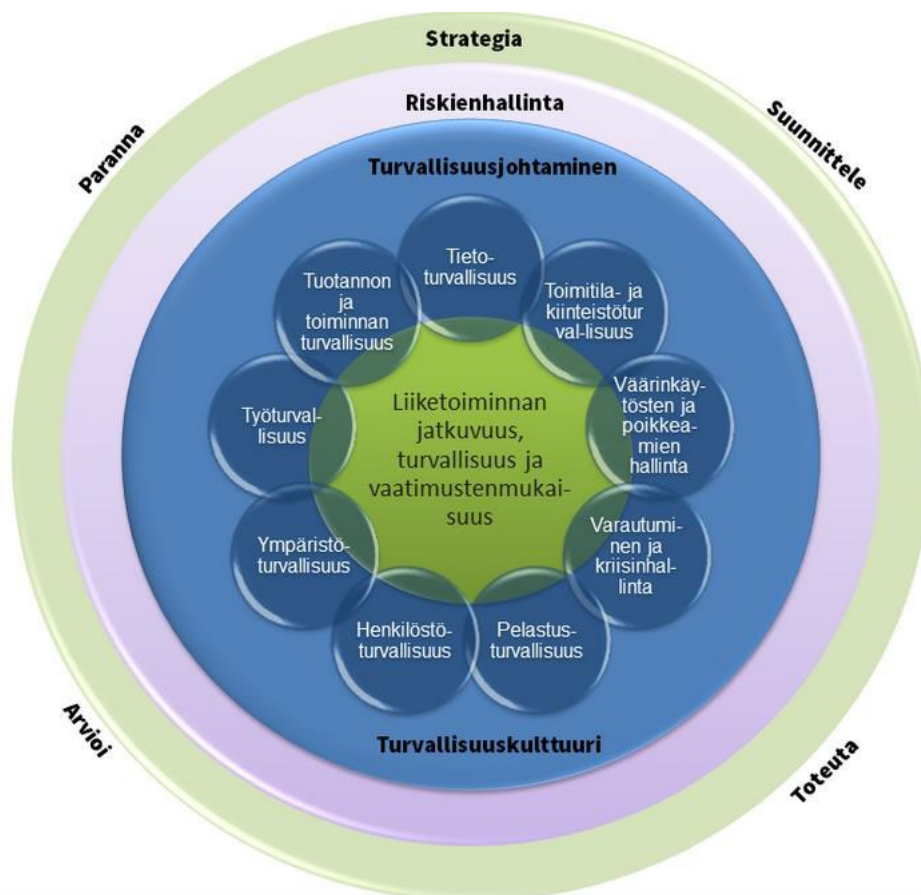 Strategia
Suunnittele
Paranna
Riskienhallinta
Turvallisuusjohtaminen
Tieto-
turvallisuus
Toimitila- ja
kiinteistötur
val-lisuus
Väärinkäy-
tösten ja
poikkea-
mien
hallinta
Varautumi-
nen ja
kriisinhal-
linta
Pelastus-
turvallisuus
Henkilöstö-
turvallisuus
Ympäristö-
turvallisuus
Työturval-
lisuus
Tuotannon
ja
toiminnan
turvallisuus
Liiketoiminnan
jatkuvuus,
turvallisuus ja
vaatimustenmukai-
suus
Turvallisuuskulttuuri
Arvioi
Toteuta